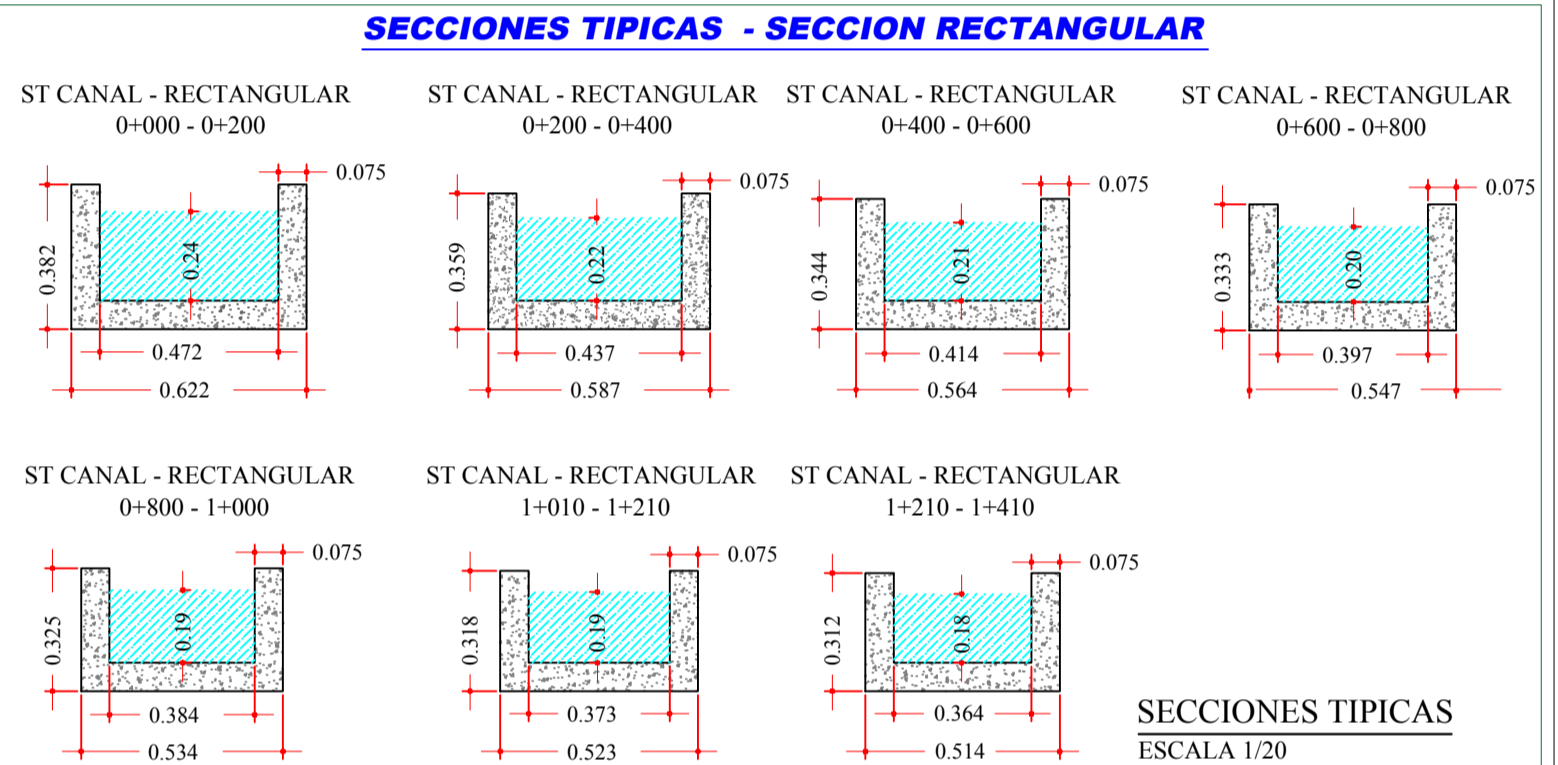 SECCIONES TIPICAS - SECCION RECTANGULAR
ST CANAL - RECTANGULAR
0+000 - 0+200
0.075
0.382
0.24
0.472
0.622
ST CANAL - RECTANGULAR
0+200 - 0+400
0.075
0.359
0.22
0.437
0.587
ST CANAL - RECTANGULAR
0+400 - 0+600
0.075
0.344
0.21
0.414
0.564
ST CANAL - RECTANGULAR
0+600 - 0+800
0.075
0.333
0.20
0.397
0.547
ST CANAL - RECTANGULAR
0+800 - 1+000
0.075
0.325
0.19
0.384
0.534
ST CANAL - RECTANGULAR
1+010 - 1+210
0.075
0.318
0.19
0.373
0.523
ST CANAL - RECTANGULAR
1+210 - 1+410
0.075
0.312
0.18
0.364
0.514
SECCIONES TIPICAS
ESCALA 1/20